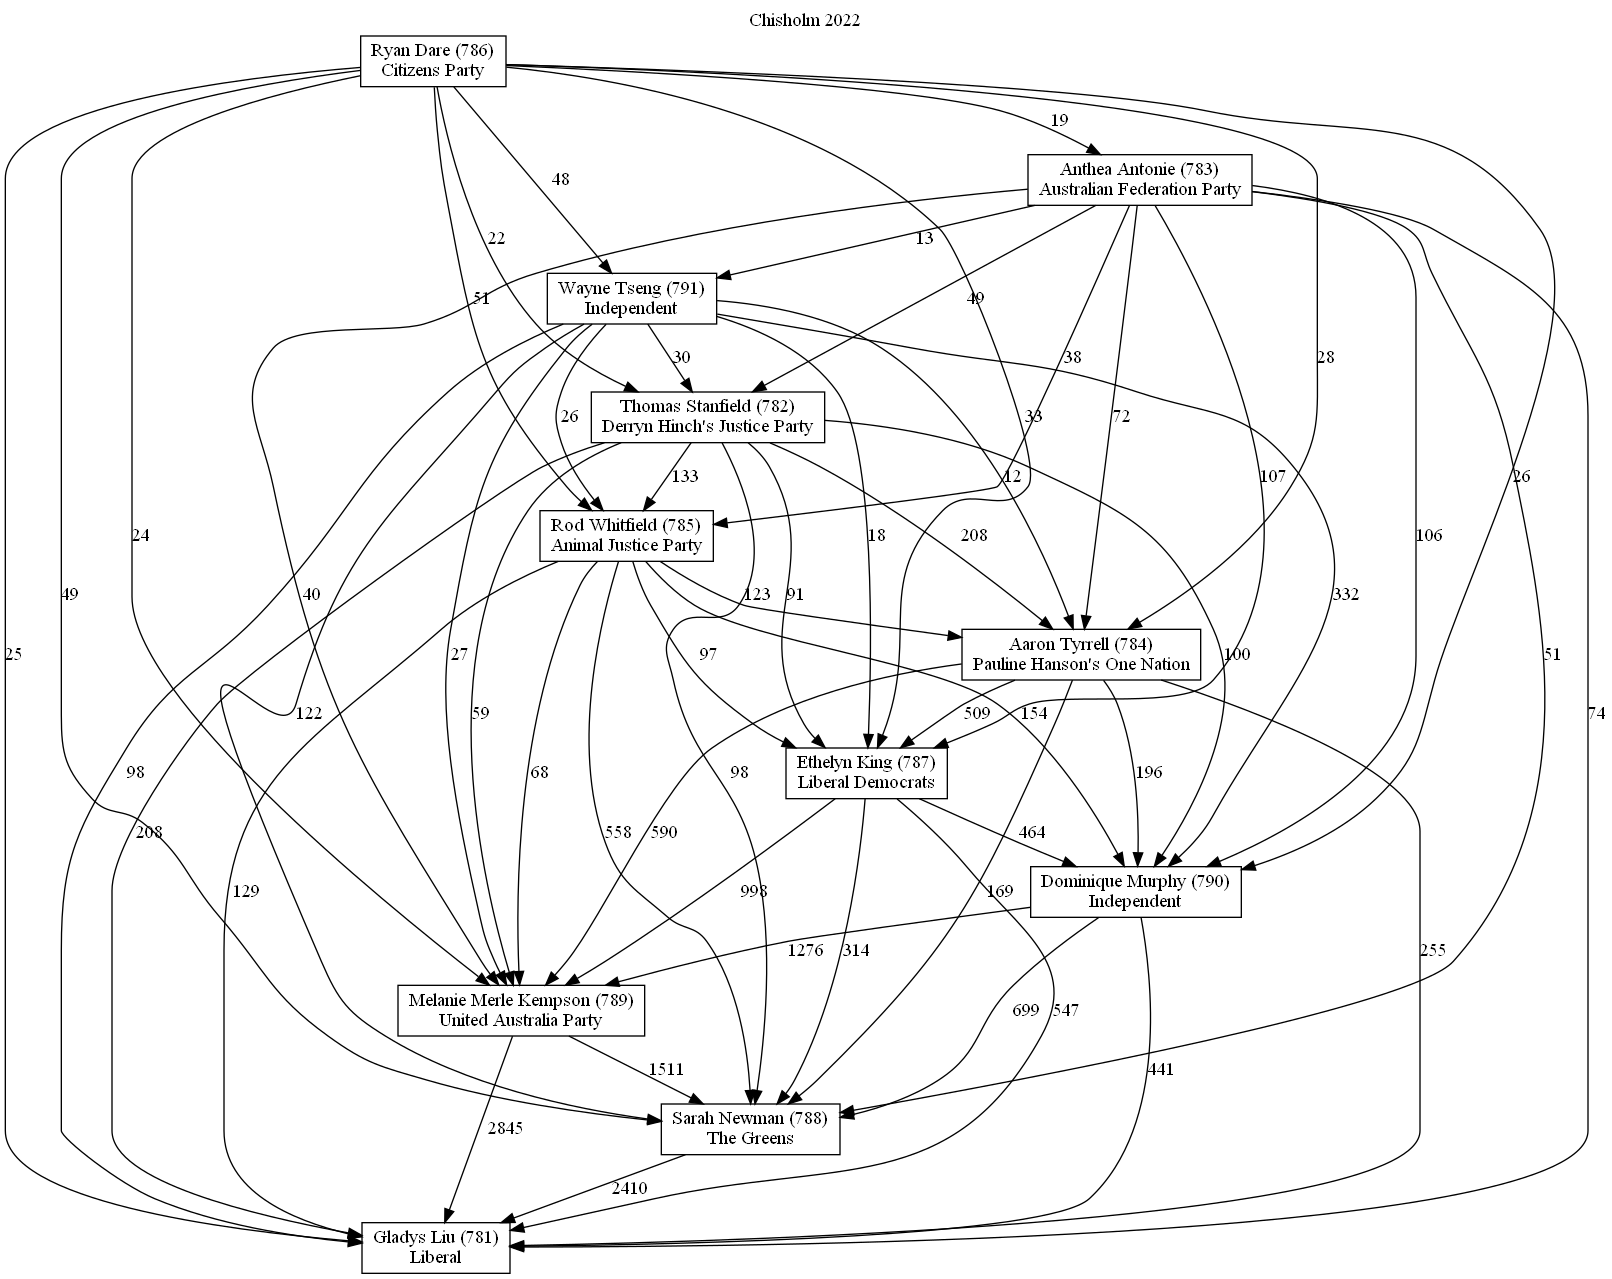 Chisholm 2022
Ryan Dare (786)
Citizens Party
19
Anthea Antonie (783)
Australian Federation Party
48
22
13
Wayne Tseng (791)
Independent
51
49
30
38
28
Thomas Stanfield (782)
Derryn Hinch's Justice Party
26
33
72
133
12
107
26
Rod Whitfield (785)
Animal Justice Party
24
18
208
106
49
40
123
91
332
Aaron Tyrrell (784)
Pauline Hanson's One Nation
25
27
97
100
51
122
59
509
154
74
Ethelyn King (787)
Liberal Democrats
98
68
98
196
208
558
590
464
Dominique Murphy (790)
Independent
129
998
169
1276
314
255
Melanie Merle Kempson (789)
United Australia Party
699
547
1511
441
Sarah Newman (788)
The Greens
2845
2410
Gladys Liu (781)
Liberal